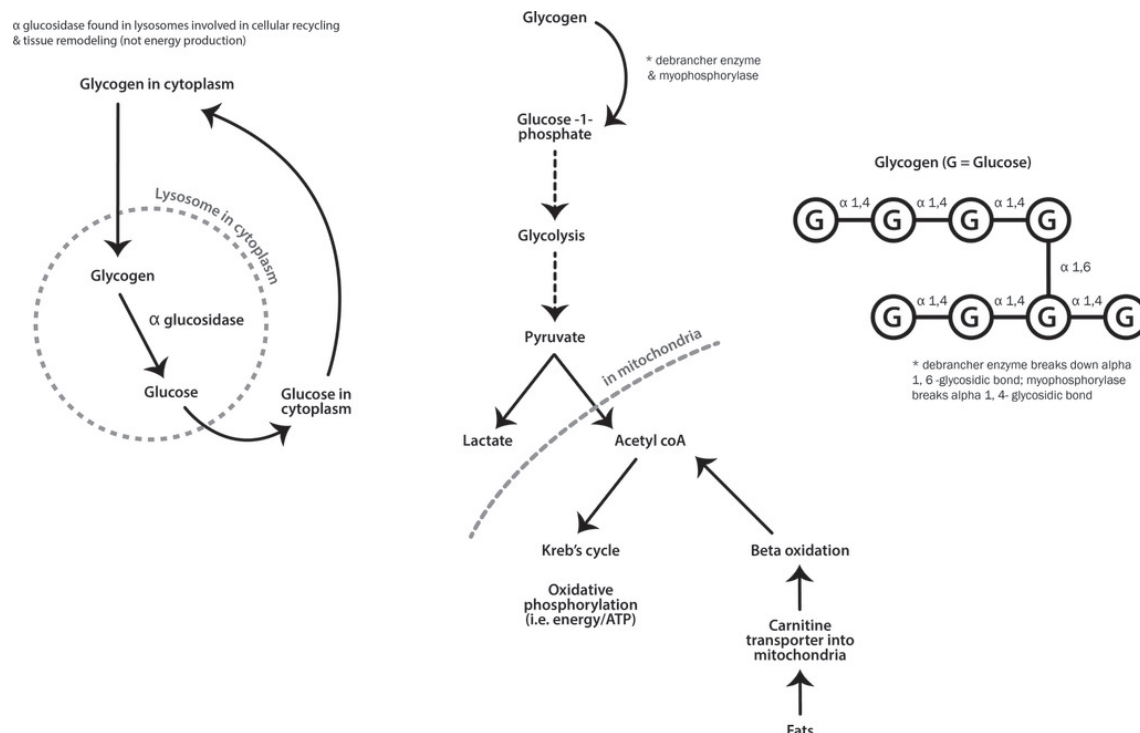 α glucosidase found in lysosomes involved in cellular recycling
& tissue remodeling (not energy production)
Glycogen in cytoplasm
Lysosome in cytoplasm
Glycogen
α glucosidase
Glucose
Glucose in
cytoplasm
Glycogen
* debrancher enzyme
& myophosphorylase
Glucose -1-
phosphate
Glycolysis
Pyruvate
in mitochondria
Lactate
Acetyl coA
Kreb's cycle
Oxidative
phosphorylation
(i.e. energy/ATP)
Beta oxidation
Carnitine
transporter into
mitochondria
Fats
Glycogen (G = Glucose)
α 1,4 α 1,4 α 1,4
G G G G
α 1,6
α 1,4 α 1,4 α 1,4
G G G G
* debrancher enzyme breaks down alpha
1, 6 -glycosidic bond; myophosphorylase
breaks alpha 1, 4- glycosidic bond